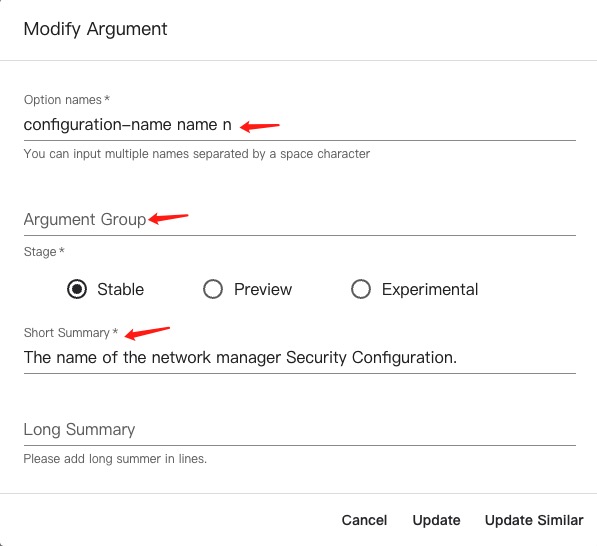 Modify Argument
Option names *
configuration-name name n
You can input multiple names separated by a space character
Argument Group
Stage *
Stable Preview Experimental
Short Summary *
The name of the network manager Security Configuration.
Long Summary
Please add long summer in lines.
Cancel Update Update Similar